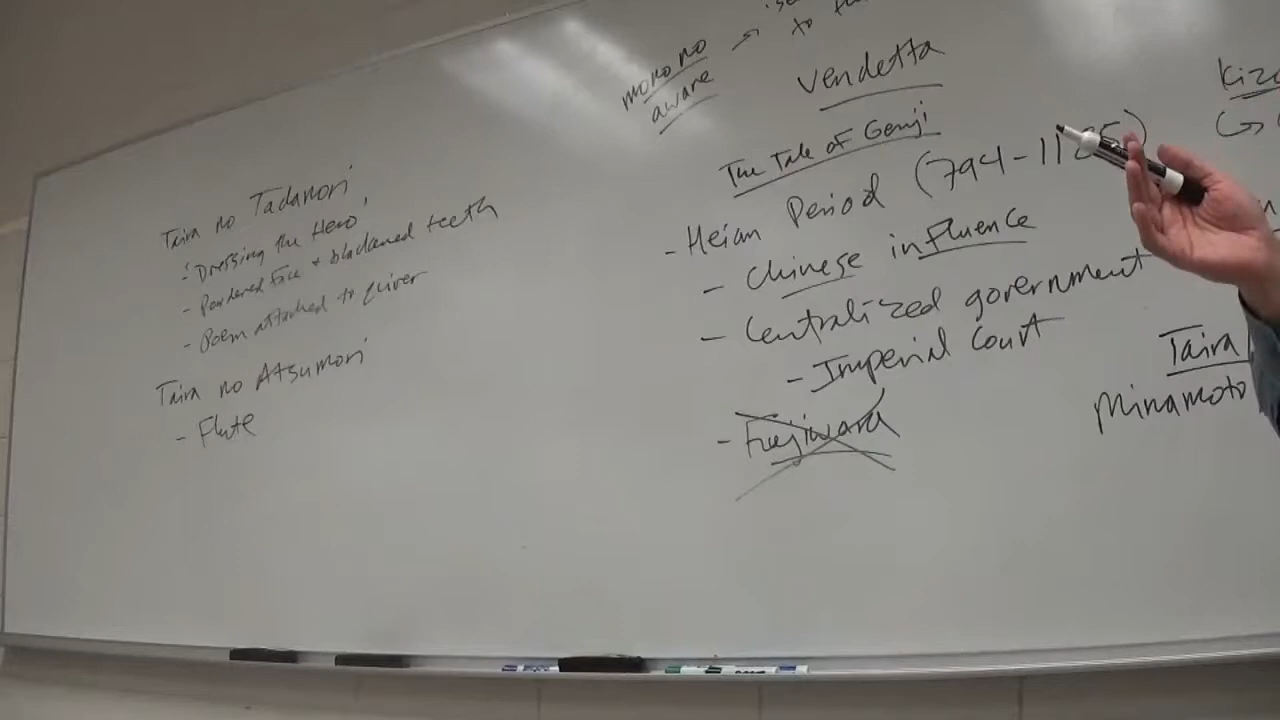 Taira no Tadanori
- "Dressing the Hero"
- Powdered Face + blackened teeth
- Poem attached to quiver
Taira no Atsumori
- Flute
mono no
aware →
to
Vendetta
The Tale of Genji
- Heian Period (794-1185)
- Chinese influence
- Centralized government
- Imperial Court
- Fujiwara
Taira
Minamoto